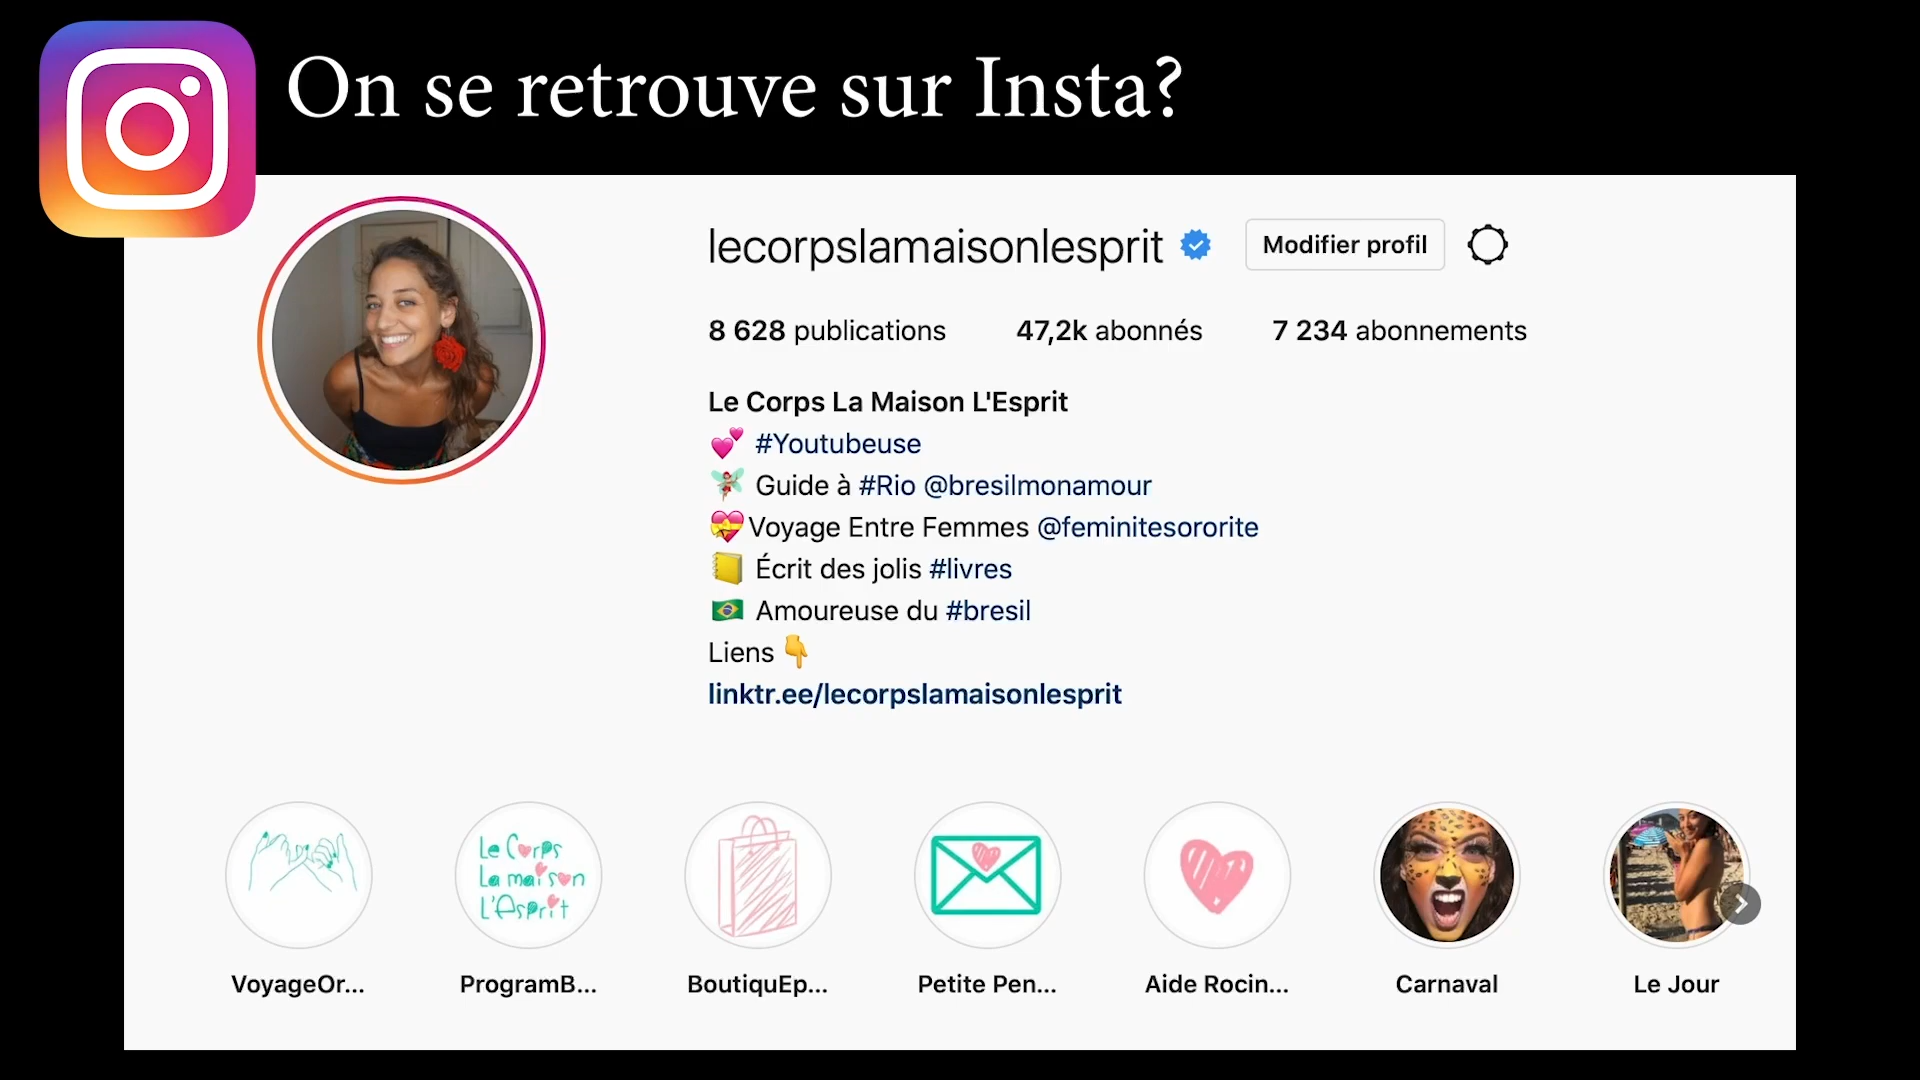 On se retrouve sur Insta?
lecorpslamaisonlesprit
Modifier profil
8 628 publications
47,2k abonnés
7 234 abonnements
Le Corps La Maison L'Esprit
💕 #Youtubeuse
🧚 Guide à #Rio @bresilmonamour
💝Voyage Entre Femmes @feminitesororite
📒 Écrit des jolis #livres
🇧🇷 Amoureuse du #bresil
Liens 👇
linktr.ee/lecorpslamaisonlesprit
Le Corps
La maison
L'Esprit
VoyageOr...
ProgramB...
BoutiquEp...
Petite Pen...
Aide Rocin...
Carnaval
Le Jour